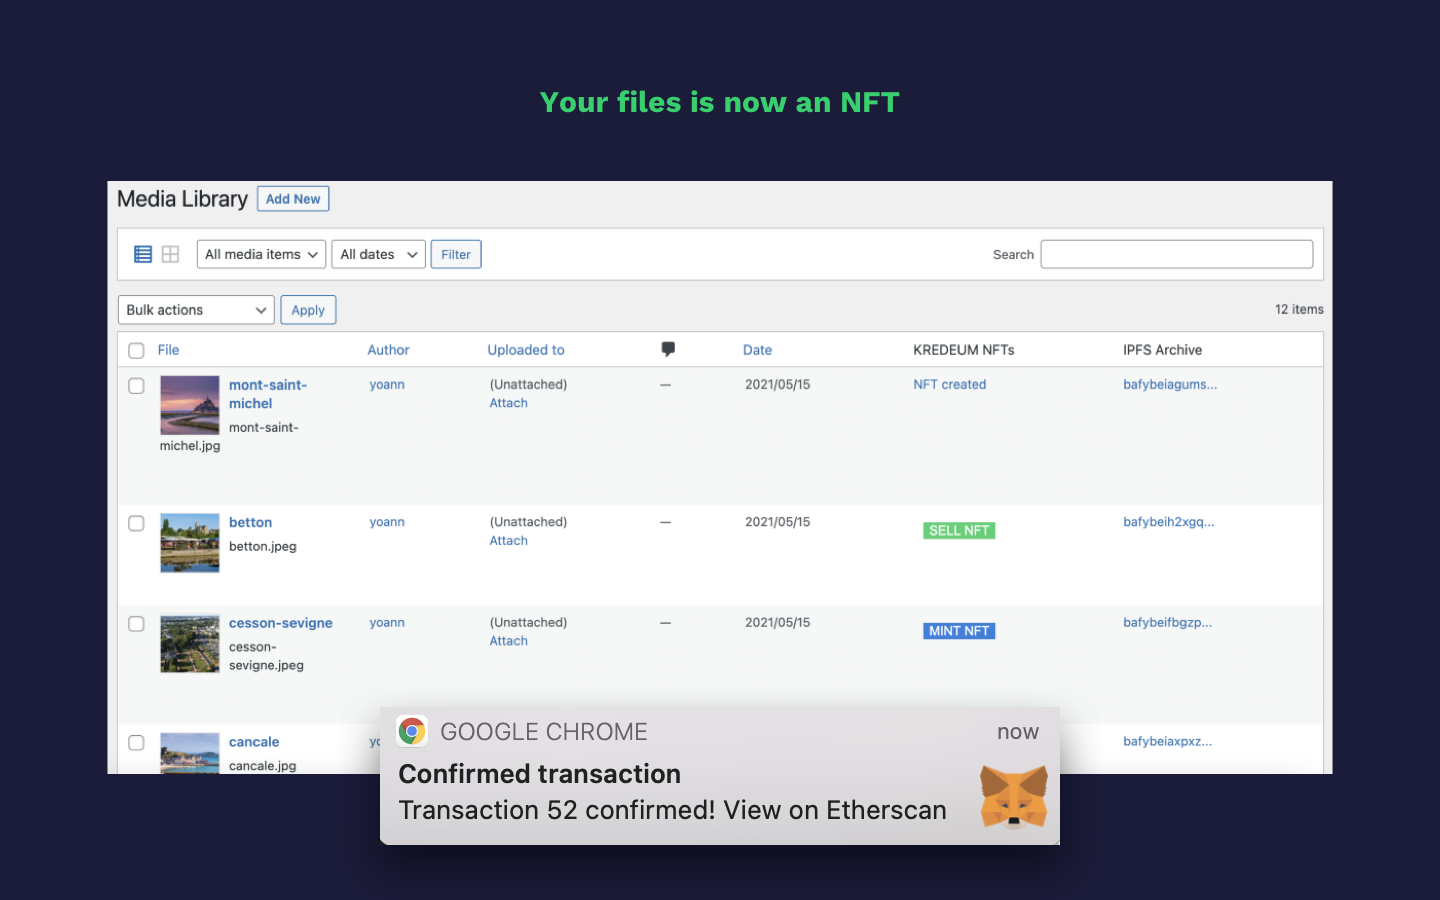 Your files is now an NFT
Media Library Add New
All media items All dates Filter Search
Bulk actions Apply 12 items
File Author Uploaded to Date KREDEUM NFTs IPFS Archive
mont-saint- yoann (Unattached) — 2021/05/15 NFT created bafybeiagums...
michel Attach
mont-saint-
michel.jpg
betton yoann (Unattached) — 2021/05/15 SELL NFT bafybeih2xgq...
betton.jpeg Attach
cesson-sevigne yoann (Unattached) — 2021/05/15 MINT NFT bafybeifbgzp...
cesson- Attach
sevigne.jpeg
cancale bafybeiaxpxz...
cancale.jpg
GOOGLE CHROME now
Confirmed transaction
Transaction 52 confirmed! View on Etherscan